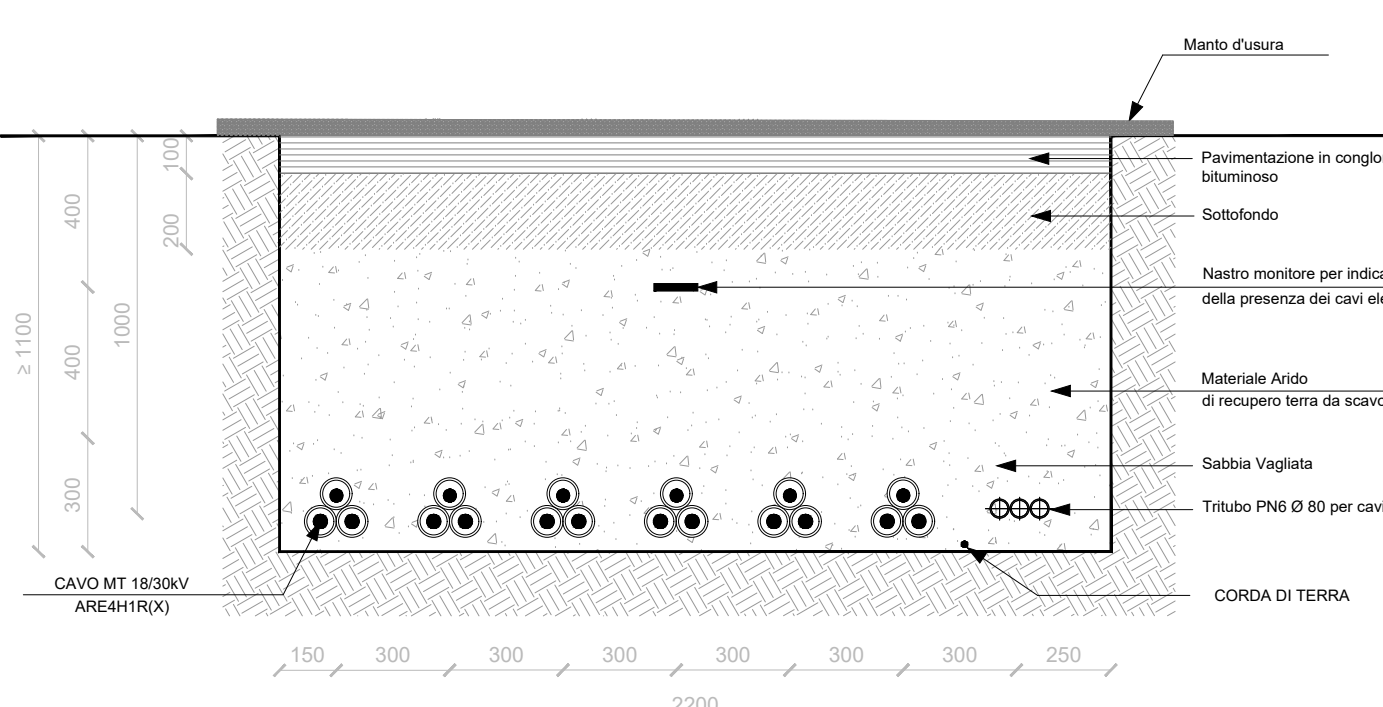 Manto d'usura
Pavimentazione in conglo
bituminoso
Sottofondo
Nastro monitore per indica
della presenza dei cavi ele
Materiale Arido
di recupero terra da scavo
Sabbia Vagliata
Tritubo PN6 Ø 80 per cavi
CORDA DI TERRA
CAVO MT 18/30kV
ARE4H1R(X)
≥ 1100
400
400
300
1000
100
200
150 300 300 300 300 300 300 250
2200